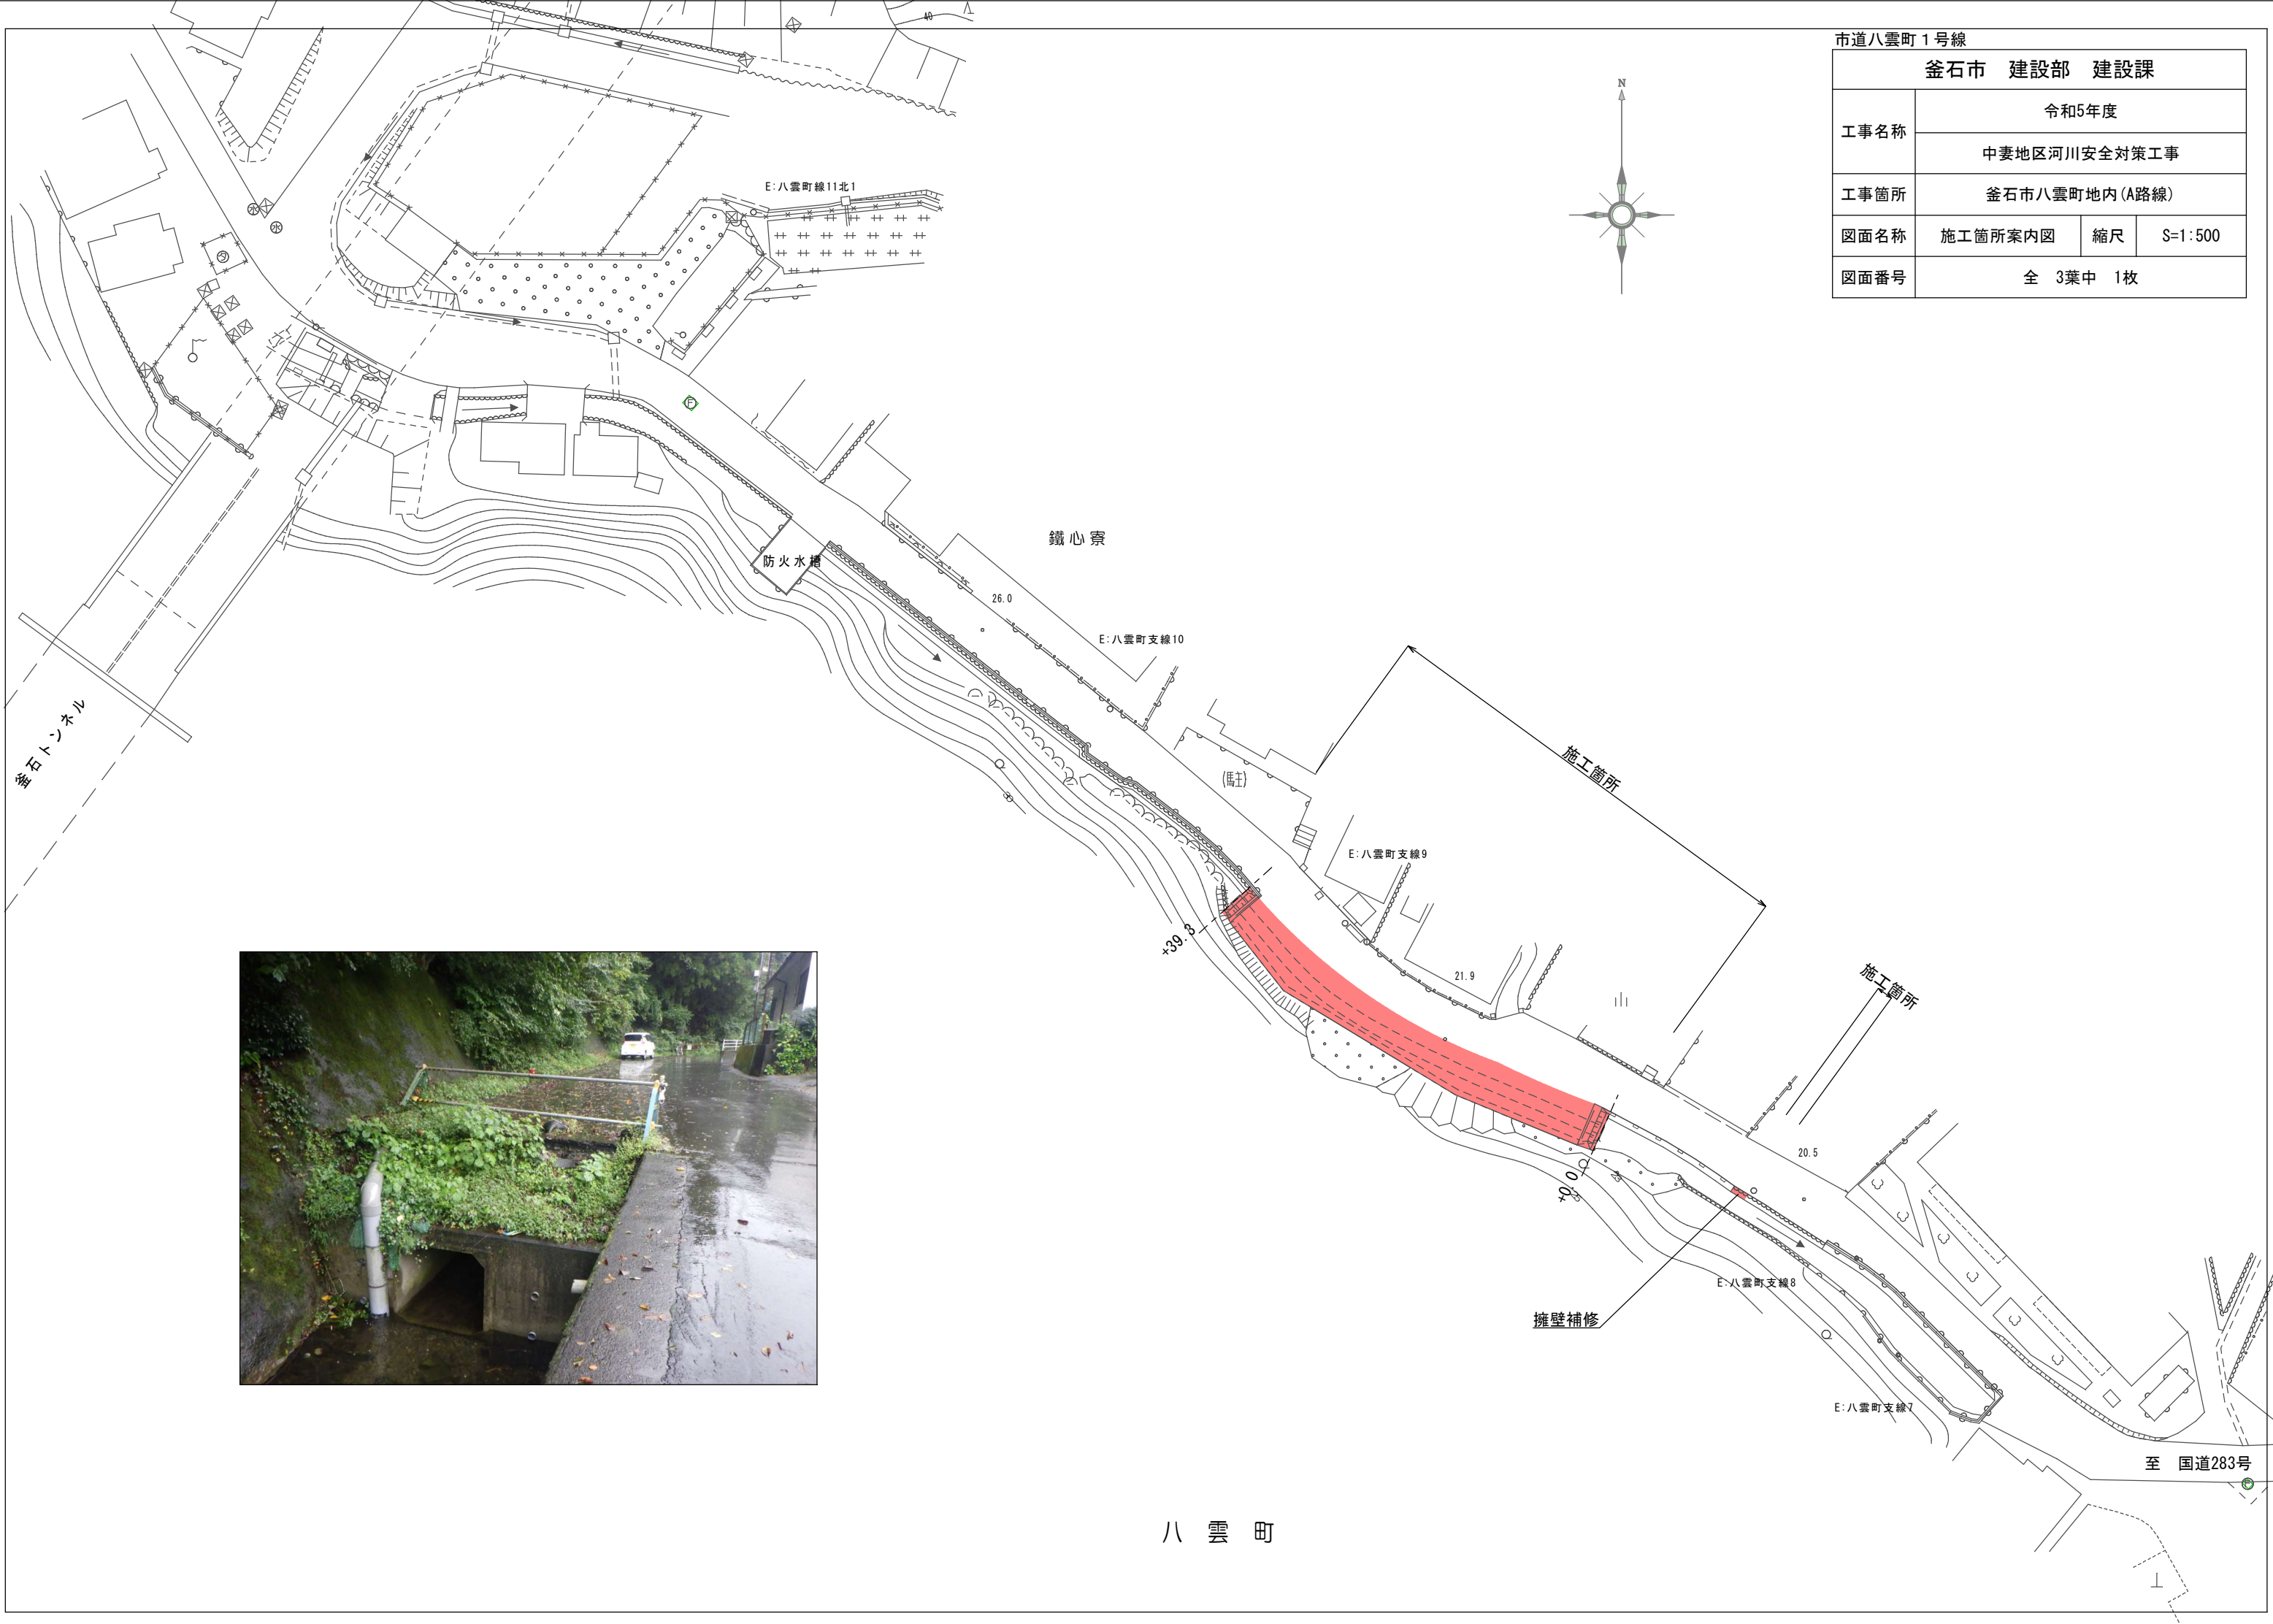 市道八雲町1号線
釜石市 建設部 建設課
工事名称
令和5年度
中妻地区河川安全対策工事
工事箇所 釜石市八雲町地内(A路線)
図面名称 施工箇所案内図 縮尺 S=1:500
図面番号 全 3葉中 1枚
N
40
E:八雲町線11北1
水
水
タ
F
鐵心寮
防火水槽
26.0
E:八雲町支線10
釜石トンネル
施工箇所
(駐)
30
E:八雲町支線9
+39.3
21.9
施工箇所
20.5
+0.0
E:八雲町支線8
擁壁補修
E:八雲町支線7
至 国道283号
八雲町